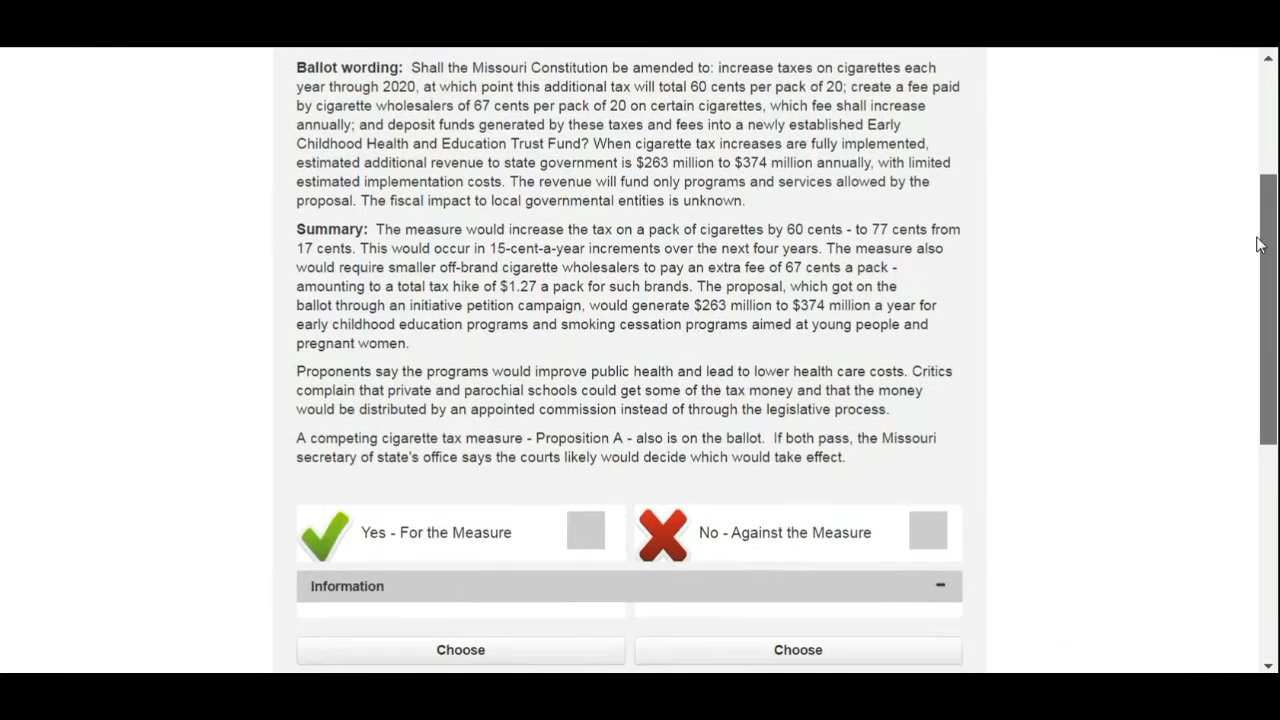 Ballot wording: Shall the Missouri Constitution be amended to: increase taxes on cigarettes each
year through 2020, at which point this additional tax will total 60 cents per pack of 20; create a fee paid
by cigarette wholesalers of 67 cents per pack of 20 on certain cigarettes, which fee shall increase
annually; and deposit funds generated by these taxes and fees into a newly established Early
Childhood Health and Education Trust Fund? When cigarette tax increases are fully implemented,
estimated additional revenue to state government is $263 million to $374 million annually, with limited
estimated implementation costs. The revenue will fund only programs and services allowed by the
proposal. The fiscal impact to local governmental entities is unknown.
Summary: The measure would increase the tax on a pack of cigarettes by 60 cents - to 77 cents from
17 cents. This would occur in 15-cent-a-year increments over the next four years. The measure also
would require smaller off-brand cigarette wholesalers to pay an extra fee of 67 cents a pack -
amounting to a total tax hike of $1.27 a pack for such brands. The proposal, which got on the
ballot through an initiative petition campaign, would generate $263 million to $374 million a year for
early childhood education programs and smoking cessation programs aimed at young people and
pregnant women.
Proponents say the programs would improve public health and lead to lower health care costs. Critics
complain that private and parochial schools could get some of the tax money and that the money
would be distributed by an appointed commission instead of through the legislative process.
A competing cigarette tax measure - Proposition A - also is on the ballot. If both pass, the Missouri
secretary of state's office says the courts likely would decide which would take effect.
Yes - For the Measure
No - Against the Measure
Information
Choose
Choose